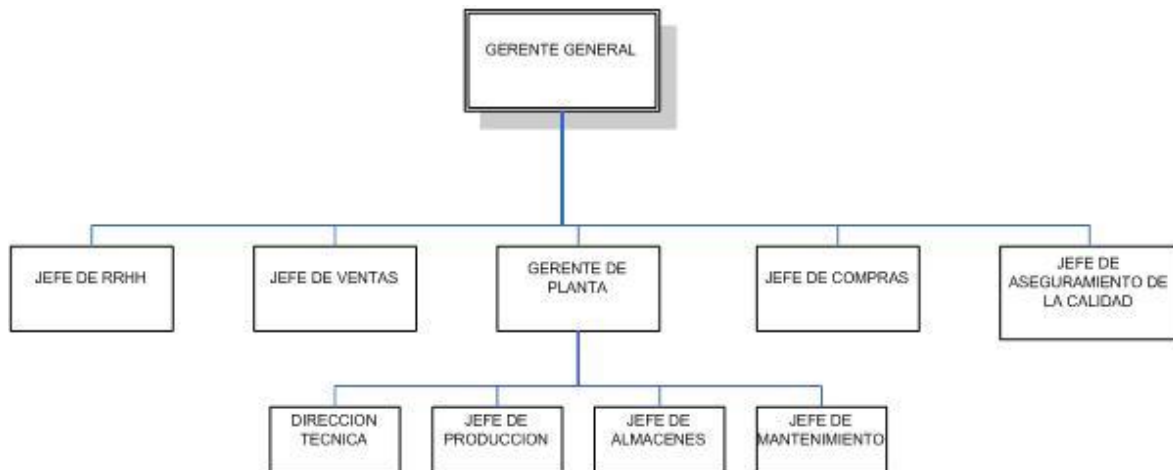 GERENTE GENERAL
JEFE DE RRHH
JEFE DE VENTAS
GERENTE DE
PLANTA
JEFE DE COMPRAS
JEFE DE
ASEGURAMIENTO DE
LA CALIDAD
DIRECCION
TECNICA
JEFE DE
PRODUCCION
JEFE DE
ALMACENES
JEFE DE
MANTENIMIENTO